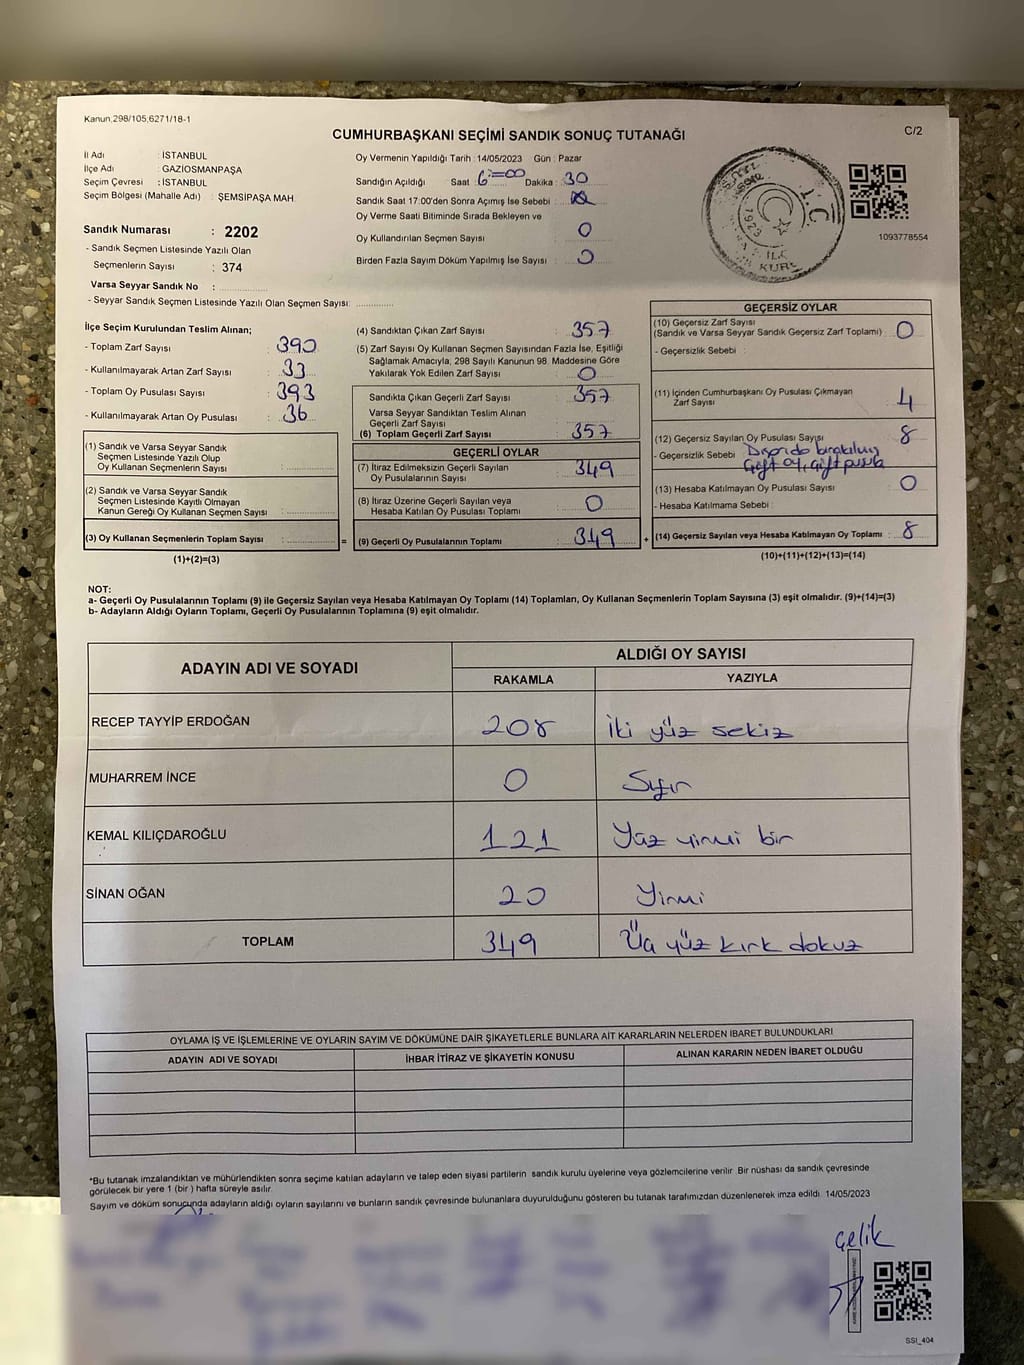 Kanun,298/105,6271/18-1
CUMHURBAŞKANI SEÇİMİ SANDIK SONUÇ TUTANAĞI
C/2
İl Adı : İSTANBUL
İlçe Adı : GAZİOSMANPAŞA
Seçim Çevresi : İSTANBUL
Seçim Bölgesi (Mahalle Adı) : ŞEMSİPAŞA MAH.
Sandık Numarası : 2202
- Sandık Seçmen Listesinde Yazılı Olan
Seçmenlerin Sayısı : 374
Varsa Seyyar Sandık No :
- Seyyar Sandık Seçmen Listesinde Yazılı Olan Seçmen Sayısı:
Oy Vermenin Yapıldığı Tarih : 14/05/2023 Gün : Pazar
Sandığın Açıldığı Saat : 6:00 Dakika : 30
Sandık Saat 17:00'den Sonra Açımış İse Sebebi :
Oy Verme Saati Bitiminde Sırada Bekleyen ve
Oy Kullandırılan Seçmen Sayısı : 0
Birden Fazla Sayım Döküm Yapılmış İse Sayısı : 0
T.C.
1923
1093778554
İlçe Seçim Kurulundan Teslim Alınan;
- Toplam Zarf Sayısı : 390
- Kullanılmayarak Artan Zarf Sayısı : 33
- Toplam Oy Pusulası Sayısı : 393
- Kullanılmayarak Artan Oy Pusulası : 36
(1) Sandık ve Varsa Seyyar Sandık
Seçmen Listesinde Yazılı Olup
Oy Kullanan Seçmenlerin Sayısı :
(2) Sandık ve Varsa Seyyar Sandık
Seçmen Listesinde Kayıtlı Olmayan
Kanun Gereği Oy Kullanan Seçmen Sayısı :
(3) Oy Kullanan Seçmenlerin Toplam Sayısı :
(1)+(2)=(3)
(4) Sandıktan Çıkan Zarf Sayısı : 357
(5) Zarf Sayısı Oy Kullanan Seçmen Sayısından Fazla İse, Eşitliği
Sağlamak Amacıyla, 298 Sayılı Kanunun 98. Maddesine Göre
Yakılarak Yok Edilen Zarf Sayısı : 0
Sandıkta Çıkan Geçerli Zarf Sayısı : 357
Varsa Seyyar Sandıktan Teslim Alınan
Geçerli Zarf Sayısı :
(6) Toplam Geçerli Zarf Sayısı : 357
GEÇERLİ OYLAR
(7) İtiraz Edilmeksizin Geçerli Sayılan
Oy Pusulalarının Sayısı : 349
(8) İtiraz Üzerine Geçerli Sayılan veya
Hesaba Katılan Oy Pusulası Toplamı : 0
= (9) Geçerli Oy Pusulalarının Toplamı : 349
GEÇERSİZ OYLAR
(10) Geçersiz Zarf Sayısı
(Sandık ve Varsa Seyyar Sandık Geçersiz Zarf Toplamı) : 0
- Geçersizlik Sebebi :
(11) İçinden Cumhurbaşkanı Oy Pusulası Çıkmayan
Zarf Sayısı : 4
(12) Geçersiz Sayılan Oy Pusulası Sayısı : 8
- Geçersizlik Sebebi :
Çift oy, çift pusula
(13) Hesaba Katılmayan Oy Pusulası Sayısı : 0
- Hesaba Katılmama Sebebi :
+ (14) Geçersiz Sayılan veya Hesaba Katılmayan Oy Toplamı : 8
(10)+(11)+(12)+(13)=(14)
NOT:
a- Geçerli Oy Pusulalarının Toplamı (9) ile Geçersiz Sayılan veya Hesaba Katılmayan Oy Toplamı (14) Toplamları, Oy Kullanan Seçmenlerin Toplam Sayısına (3) eşit olmalıdır. (9)+(14)=(3)
b- Adayların Aldığı Oyların Toplamı, Geçerli Oy Pusulalarının Toplamına (9) eşit olmalıdır.
ADAYIN ADI VE SOYADI
ALDIĞI OY SAYISI
RAKAMLA YAZIYLA
RECEP TAYYİP ERDOĞAN 208 iki yüz sekiz
MUHARREM İNCE 0 Sıfır
KEMAL KILIÇDAROĞLU 121 Yüz yirmi bir
SİNAN OĞAN 20 Yirmi
TOPLAM 349 Üç yüz kırk dokuz
OYLAMA İŞ VE İŞLEMLERİNE VE OYLARIN SAYIM VE DÖKÜMÜNE DAİR ŞİKAYETLERLE BUNLARA AİT KARARLARIN NELERDEN İBARET BULUNDUKLARI
ADAYIN ADI VE SOYADI İHBAR İTİRAZ VE ŞİKAYETİN KONUSU ALINAN KARARIN NEDEN İBARET OLDUĞU
*Bu tutanak imzalandıktan ve mühürlendikten sonra seçime katılan adayların ve talep eden siyasi partilerin sandık kurulu üyelerine veya gözlemcilerine verilir. Bir nüshası da sandık çevresinde
görülecek bir yere 1 (bir) hafta süreyle asılır.
Sayım ve döküm sonucunda adayların aldığı oyların sayılarını ve bunların sandık çevresinde bulunanlara duyurulduğunu gösteren bu tutanak tarafımızdan düzenlenerek imza edildi. 14/05/2023
Çelik
SSI_404